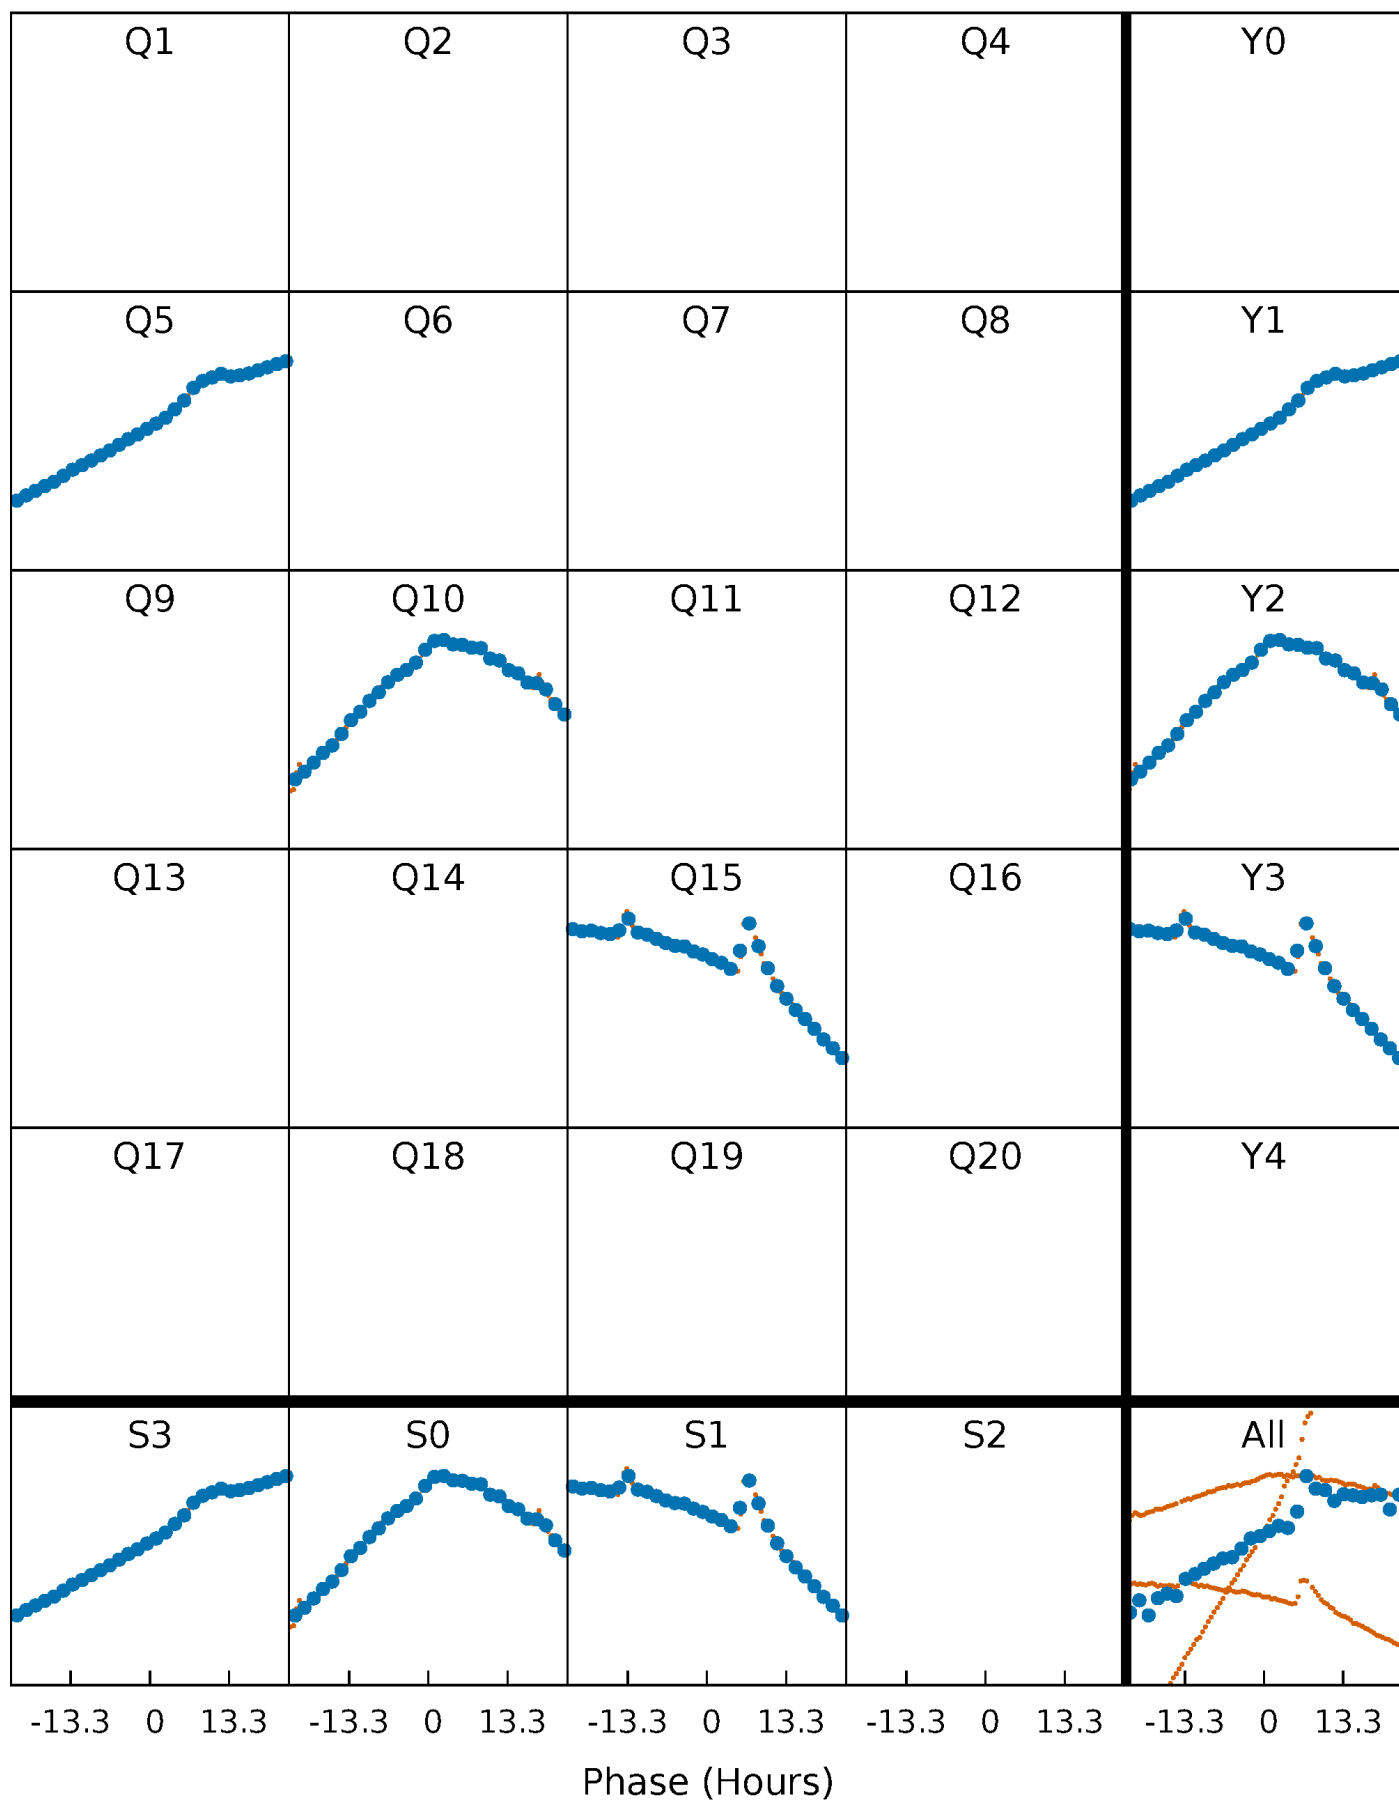 Q1 Q2 Q3 Q4 Y0
Q5 Q6 Q7 Q8 Y1
Q9 Q10 Q11 Q12 Y2
Q13 Q14 Q15 Q16 Y3
Q17 Q18 Q19 Q20 Y4
S3 S0 S1 S2 All
-13.3 0 13.3 -13.3 0 13.3 -13.3 0 13.3 -13.3 0 13.3 -13.3 0 13.3
Phase (Hours)